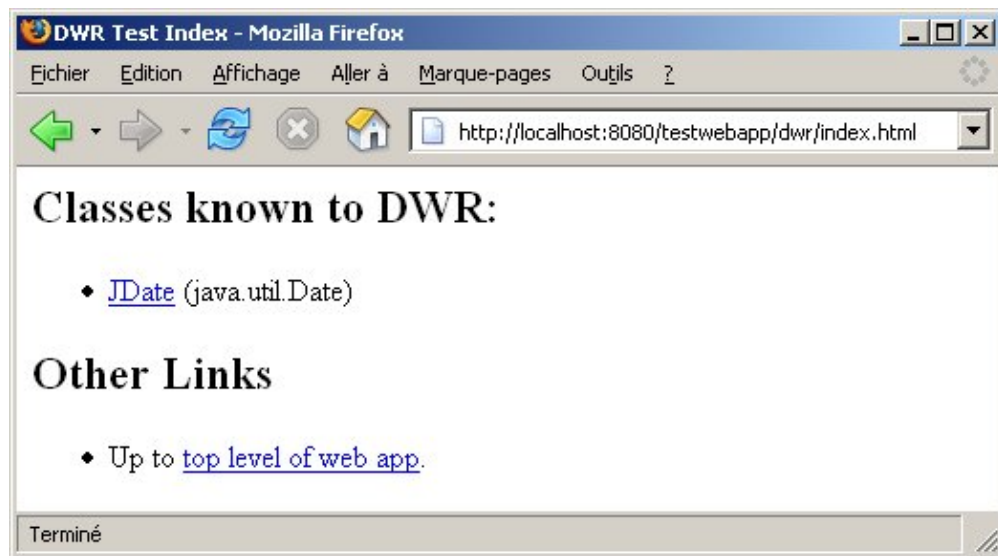 DWR Test Index - Mozilla Firefox
Fichier Edition Affichage Aller à Marque-pages Outils ?
http://localhost:8080/testwebapp/dwr/index.html
Classes known to DWR:
• JDate (java.util.Date)
Other Links
• Up to top level of web app.
Terminé